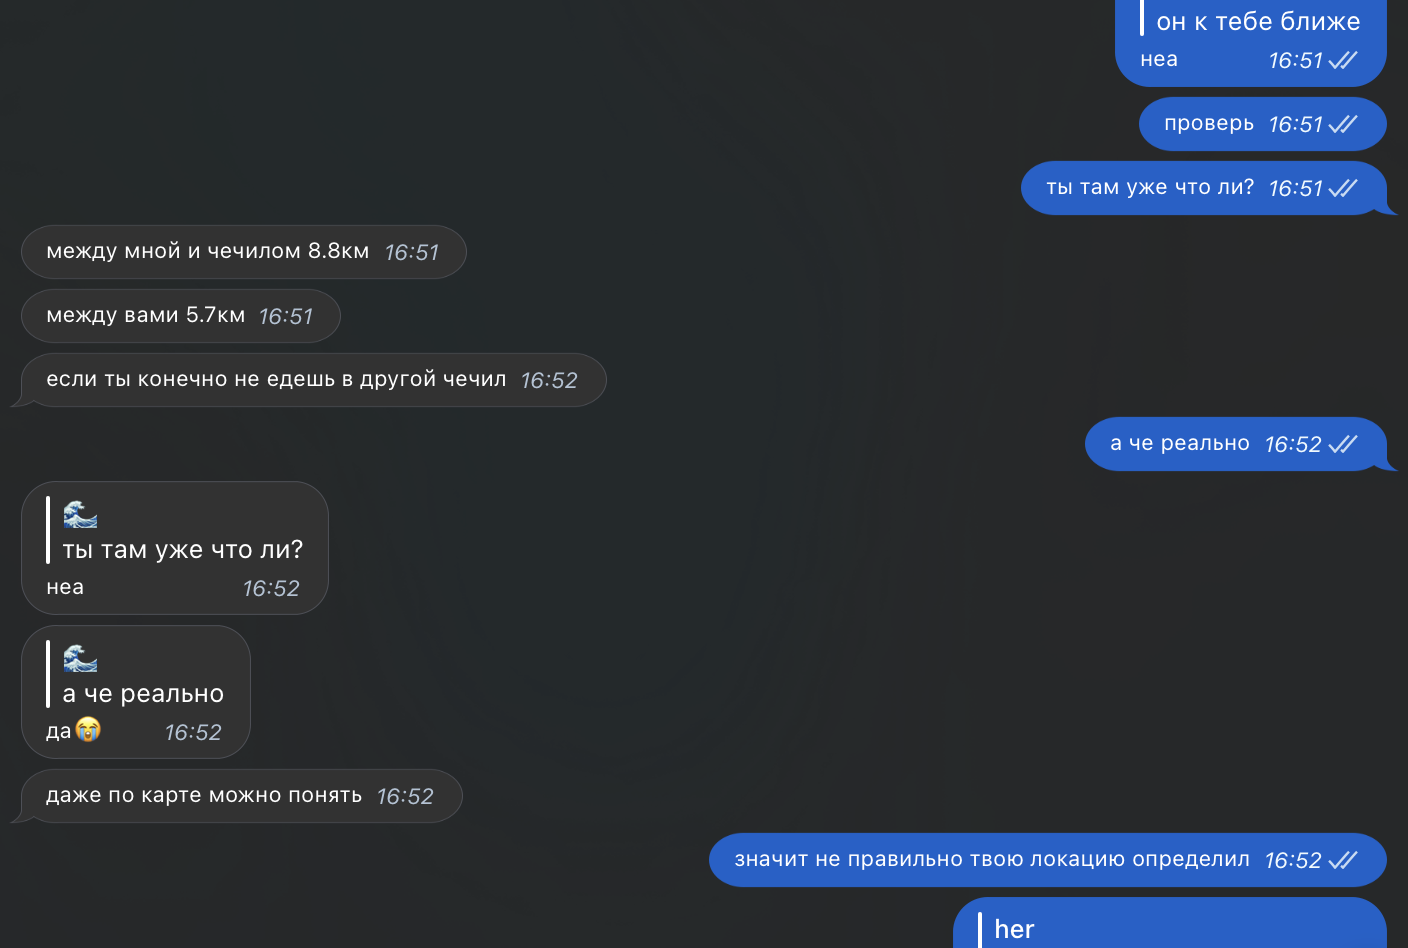 он к тебе ближе
неа 16:51
проверь 16:51
ты там уже что ли? 16:51
между мной и чечилом 8.8км 16:51
между вами 5.7км 16:51
если ты конечно не едешь в другой чечил 16:52
а че реально 16:52
🌊
ты там уже что ли?
неа 16:52
🌊
а че реально
да😭 16:52
даже по карте можно понять 16:52
значит не правильно твою локацию определил 16:52
her